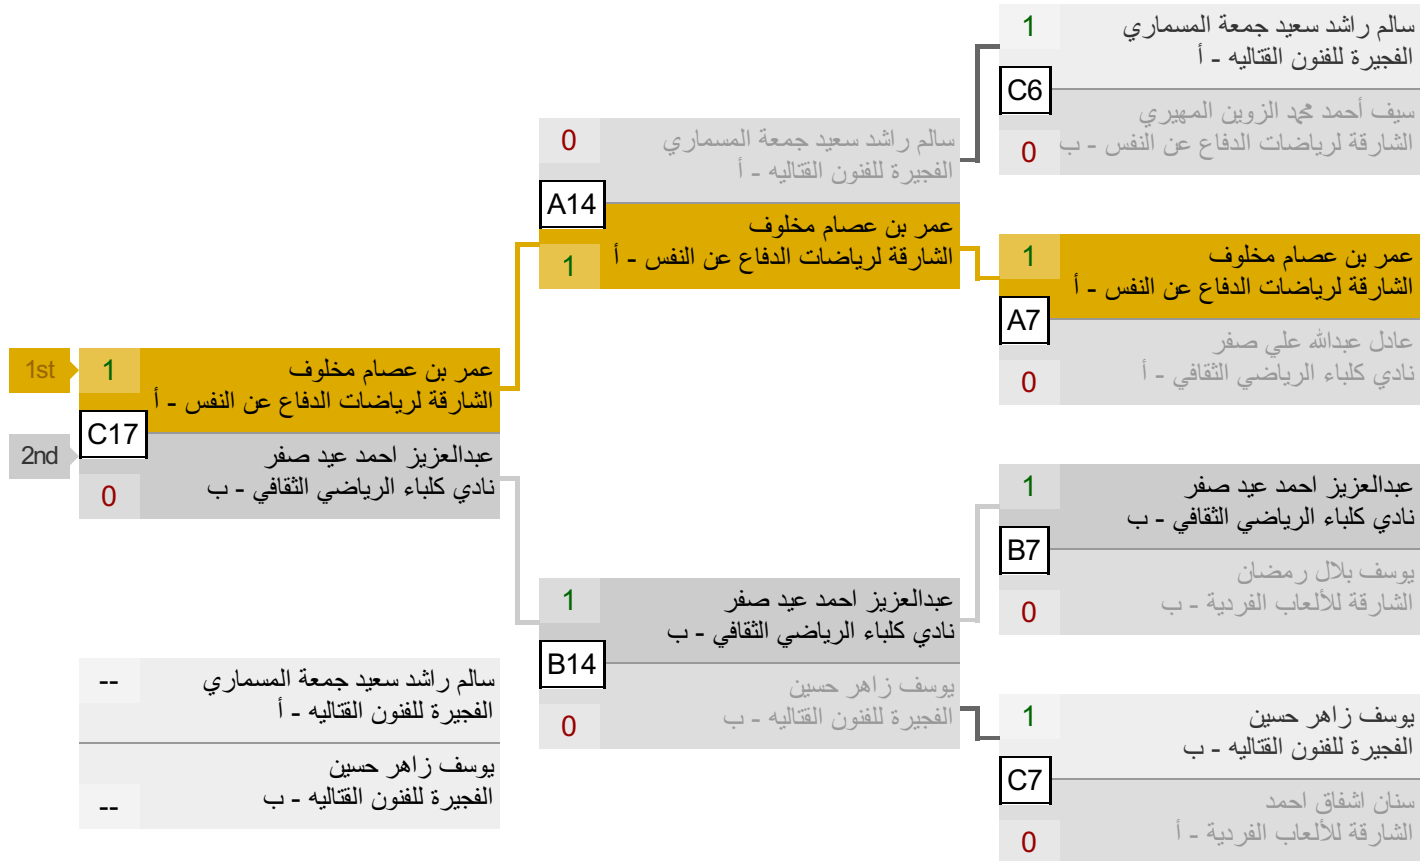 1
سالم راشد سعيد جمعة المسماري
الفجيرة للفنون القتاليه - أ
C6
سيف أحمد محمد الزوين المهيري
الشارقة لرياضات الدفاع عن النفس - ب
0
0
سالم راشد سعيد جمعة المسماري
الفجيرة للفنون القتاليه - أ
A14
عمر بن عصام مخلوف
الشارقة لرياضات الدفاع عن النفس - أ
1
1
عمر بن عصام مخلوف
الشارقة لرياضات الدفاع عن النفس - أ
A7
عادل عبدالله علي صفر
نادي كلباء الرياضي الثقافي - أ
0
1st
1
عمر بن عصام مخلوف
الشارقة لرياضات الدفاع عن النفس - أ
C17
2nd
عبدالعزيز احمد عيد صفر
نادي كلباء الرياضي الثقافي - ب
0
1
عبدالعزيز احمد عيد صفر
نادي كلباء الرياضي الثقافي - ب
B7
يوسف بلال رمضان
الشارقة للألعاب الفردية - ب
0
1
عبدالعزيز احمد عيد صفر
نادي كلباء الرياضي الثقافي - ب
B14
يوسف زاهر حسين
الفجيرة للفنون القتاليه - ب
0
--
سالم راشد سعيد جمعة المسماري
الفجيرة للفنون القتاليه - أ
يوسف زاهر حسين
الفجيرة للفنون القتاليه - ب
--
1
يوسف زاهر حسين
الفجيرة للفنون القتاليه - ب
C7
سنان اشفاق احمد
الشارقة للألعاب الفردية - أ
0